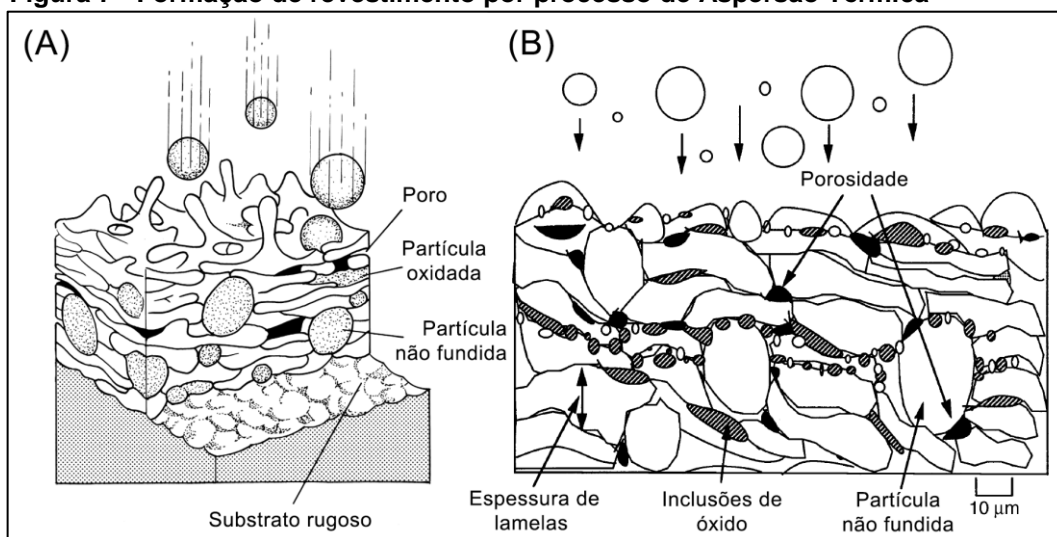 Figura I – Formação do revestimento por processo de Aspersão Térmica
(A)
Poro
Partícula
oxidada
Partícula
não fundida
Substrato rugoso
(B)
Porosidade
Espessura de
lamelas
Inclusões de
óxido
Partícula
não fundida
10 μm